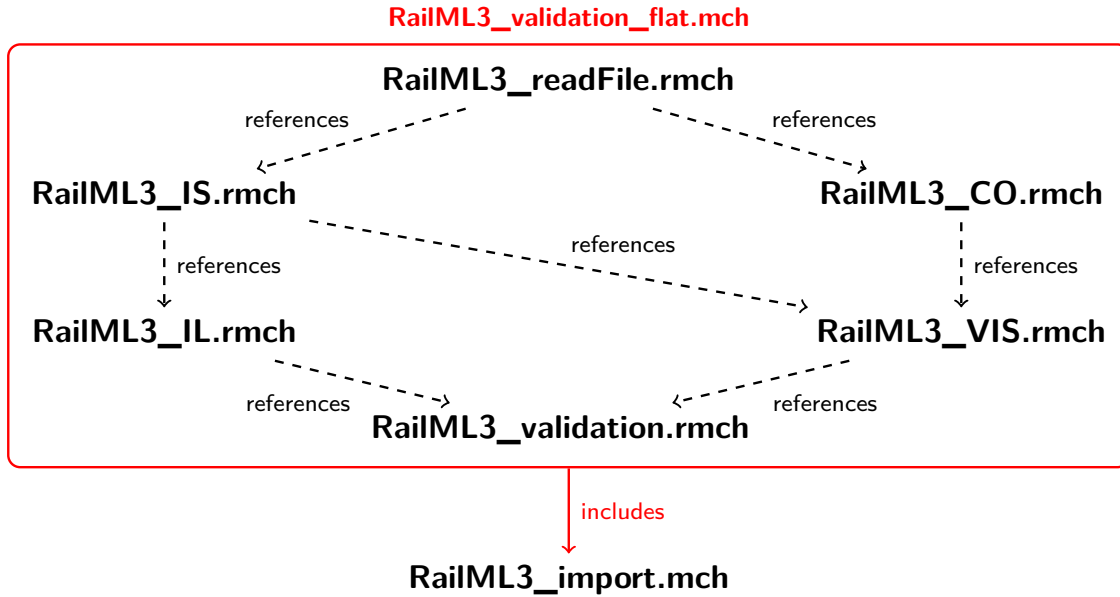 RailML3_validation_flat.mch
RailML3_readFile.rmch
references
references
RailML3_IS.rmch
RailML3_CO.rmch
references
references
references
RailML3_IL.rmch
RailML3_VIS.rmch
references
references
RailML3_validation.rmch
includes
RailML3_import.mch